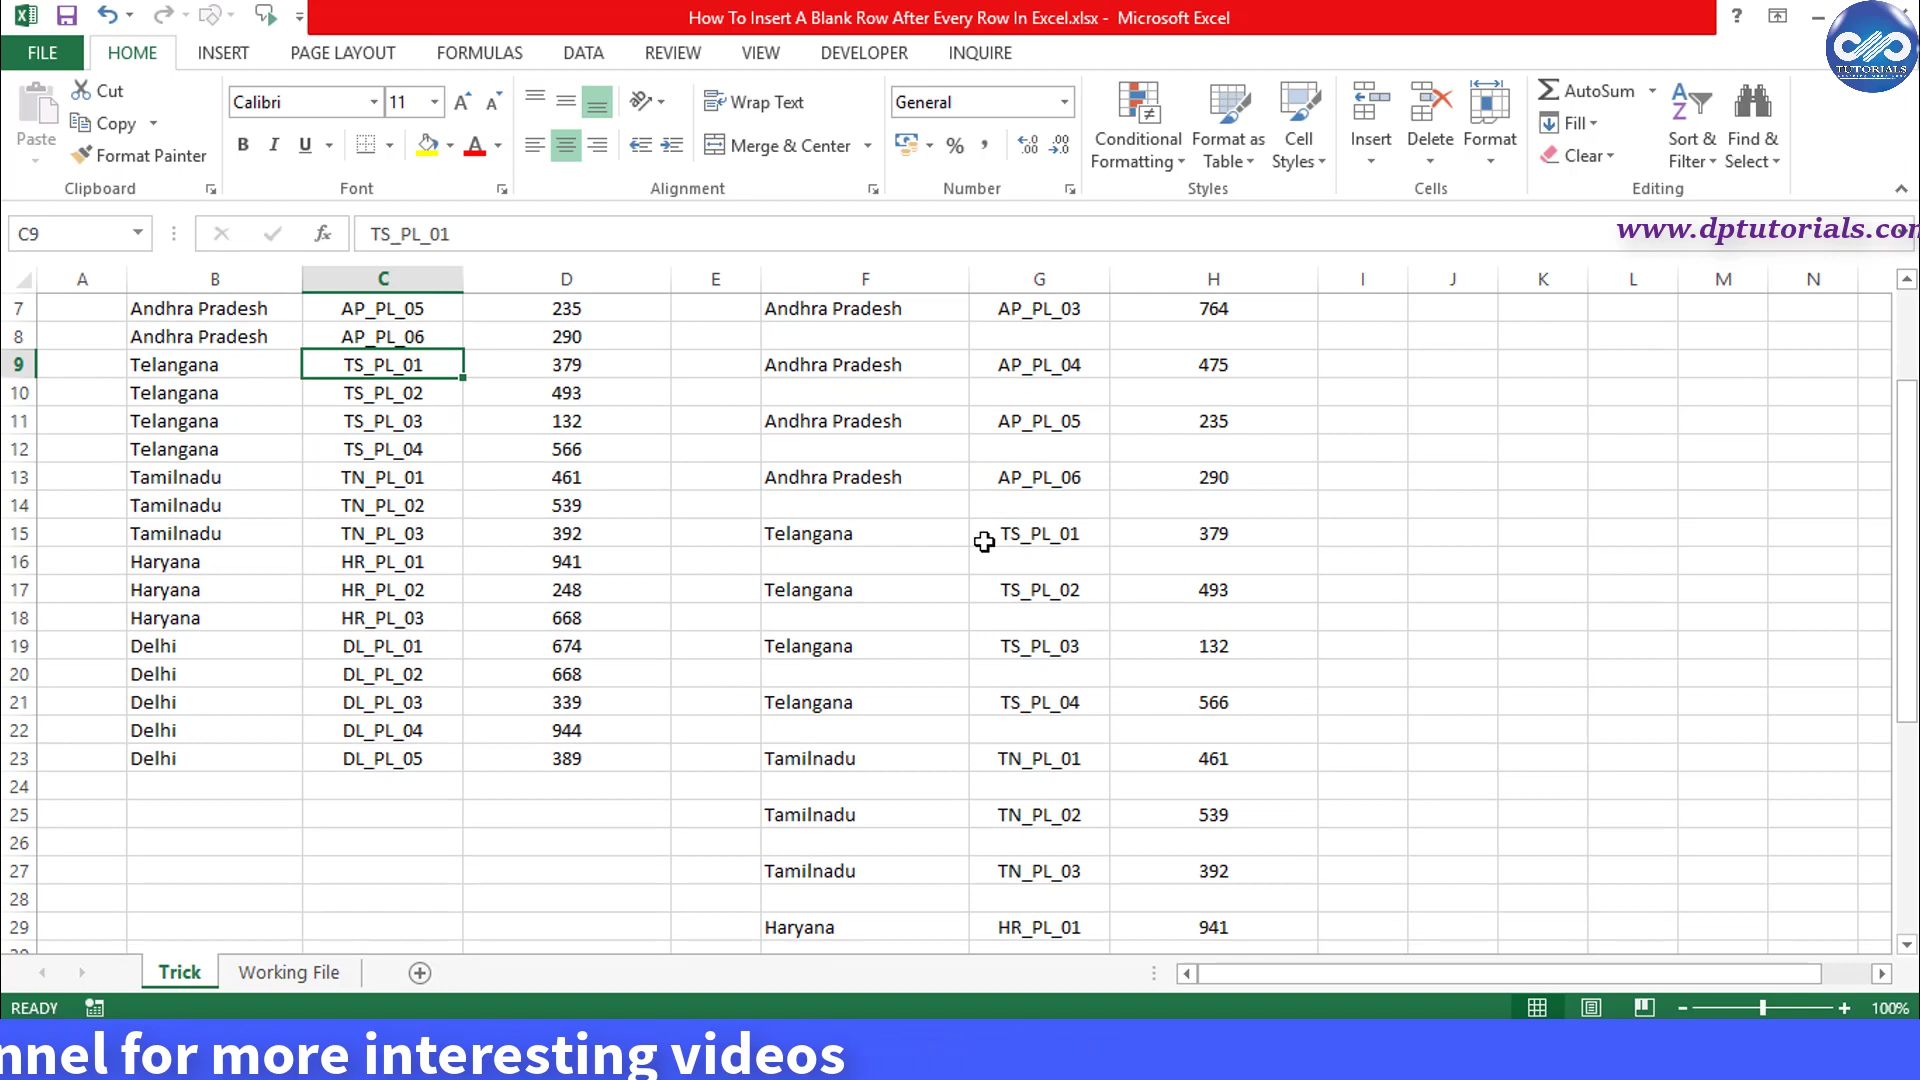 How To Insert A Blank Row After Every Row In Excel.xlsx - Microsoft Excel
?
TUTORIALS
FILE HOME INSERT PAGE LAYOUT FORMULAS DATA REVIEW VIEW DEVELOPER INQUIRE
Paste
Cut
Copy
Format Painter
Clipboard
Calibri 11
B I U
Font
Wrap Text
Merge & Center
Alignment
General
Number
Conditional Formatting
Format as Table
Cell Styles
Styles
Insert Delete Format
Cells
AutoSum
Fill
Clear
Sort & Filter
Find & Select
Editing
C9 fx TS_PL_01
www.dptutorials.com
A B C D E F G H I J K L M N
7 Andhra Pradesh AP_PL_05 235 Andhra Pradesh AP_PL_03 764
8 Andhra Pradesh AP_PL_06 290
9 Telangana TS_PL_01 379 Andhra Pradesh AP_PL_04 475
10 Telangana TS_PL_02 493
11 Telangana TS_PL_03 132 Andhra Pradesh AP_PL_05 235
12 Telangana TS_PL_04 566
13 Tamilnadu TN_PL_01 461 Andhra Pradesh AP_PL_06 290
14 Tamilnadu TN_PL_02 539
15 Tamilnadu TN_PL_03 392 Telangana TS_PL_01 379
16 Haryana HR_PL_01 941
17 Haryana HR_PL_02 248 Telangana TS_PL_02 493
18 Haryana HR_PL_03 668
19 Delhi DL_PL_01 674 Telangana TS_PL_03 132
20 Delhi DL_PL_02 668
21 Delhi DL_PL_03 339 Telangana TS_PL_04 566
22 Delhi DL_PL_04 944
23 Delhi DL_PL_05 389 Tamilnadu TN_PL_01 461
24
25 Tamilnadu TN_PL_02 539
26
27 Tamilnadu TN_PL_03 392
28
29 Haryana HR_PL_01 941
Trick Working File
READY 100%
nnel for more interesting videos